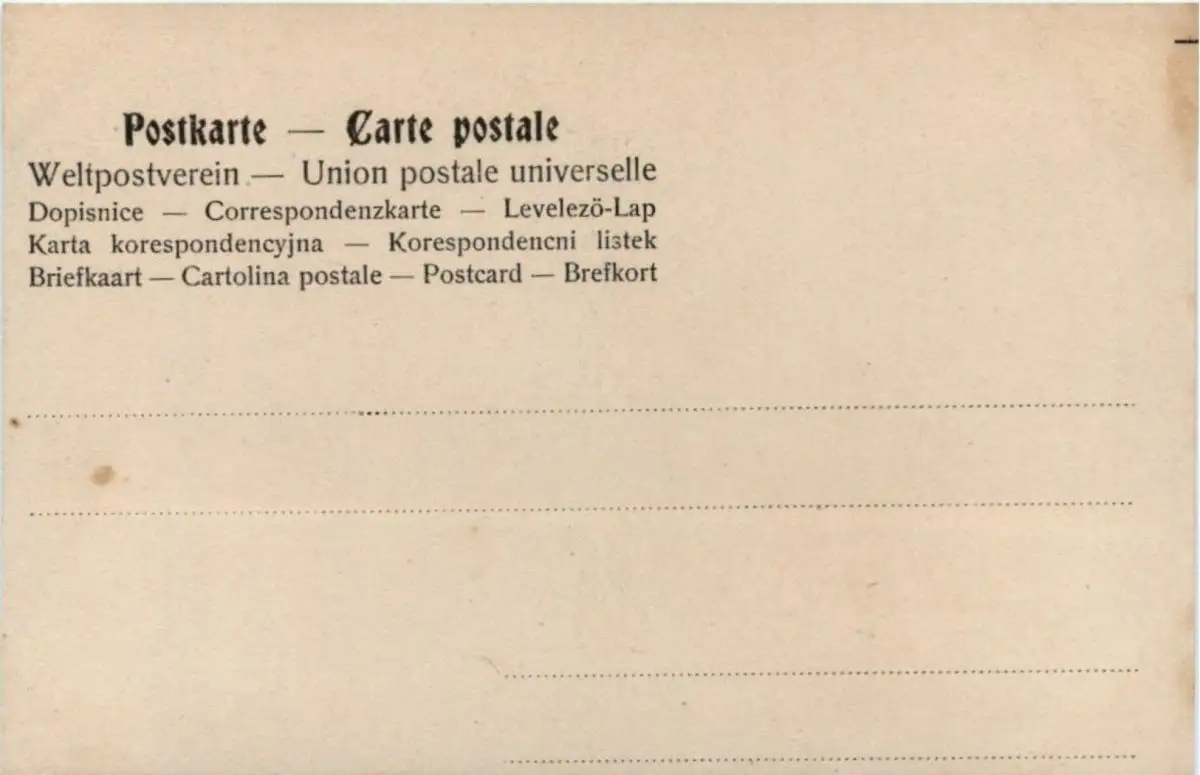 Postkarte — Carte postale
Weltpostverein — Union postale universelle
Dopisnice — Correspondenzkarte — Levelezö-Lap
Karta korespondencyjna — Korespondencni listek
Briefkaart — Cartolina postale — Postcard — Brefkort